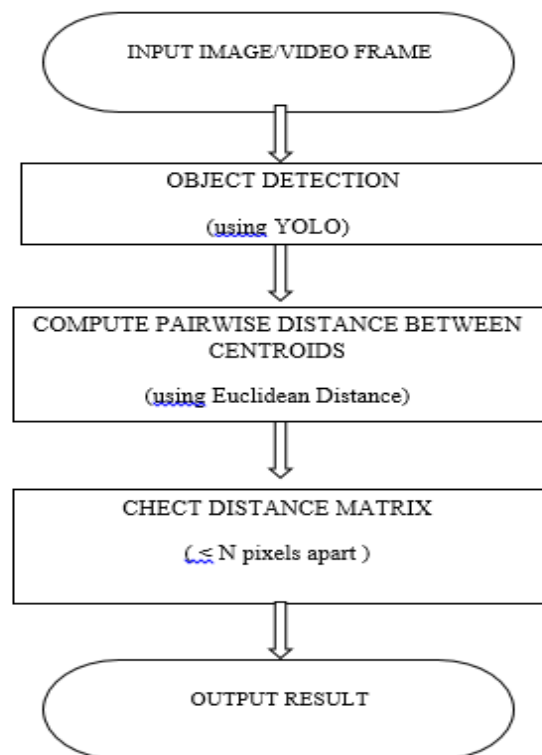 INPUT IMAGE/VIDEO FRAME
OBJECT DETECTION
(using YOLO)
COMPUTE PAIRWISE DISTANCE BETWEEN
CENTROIDS
(using Euclidean Distance)
CHECT DISTANCE MATRIX
( < N pixels apart )
OUTPUT RESULT